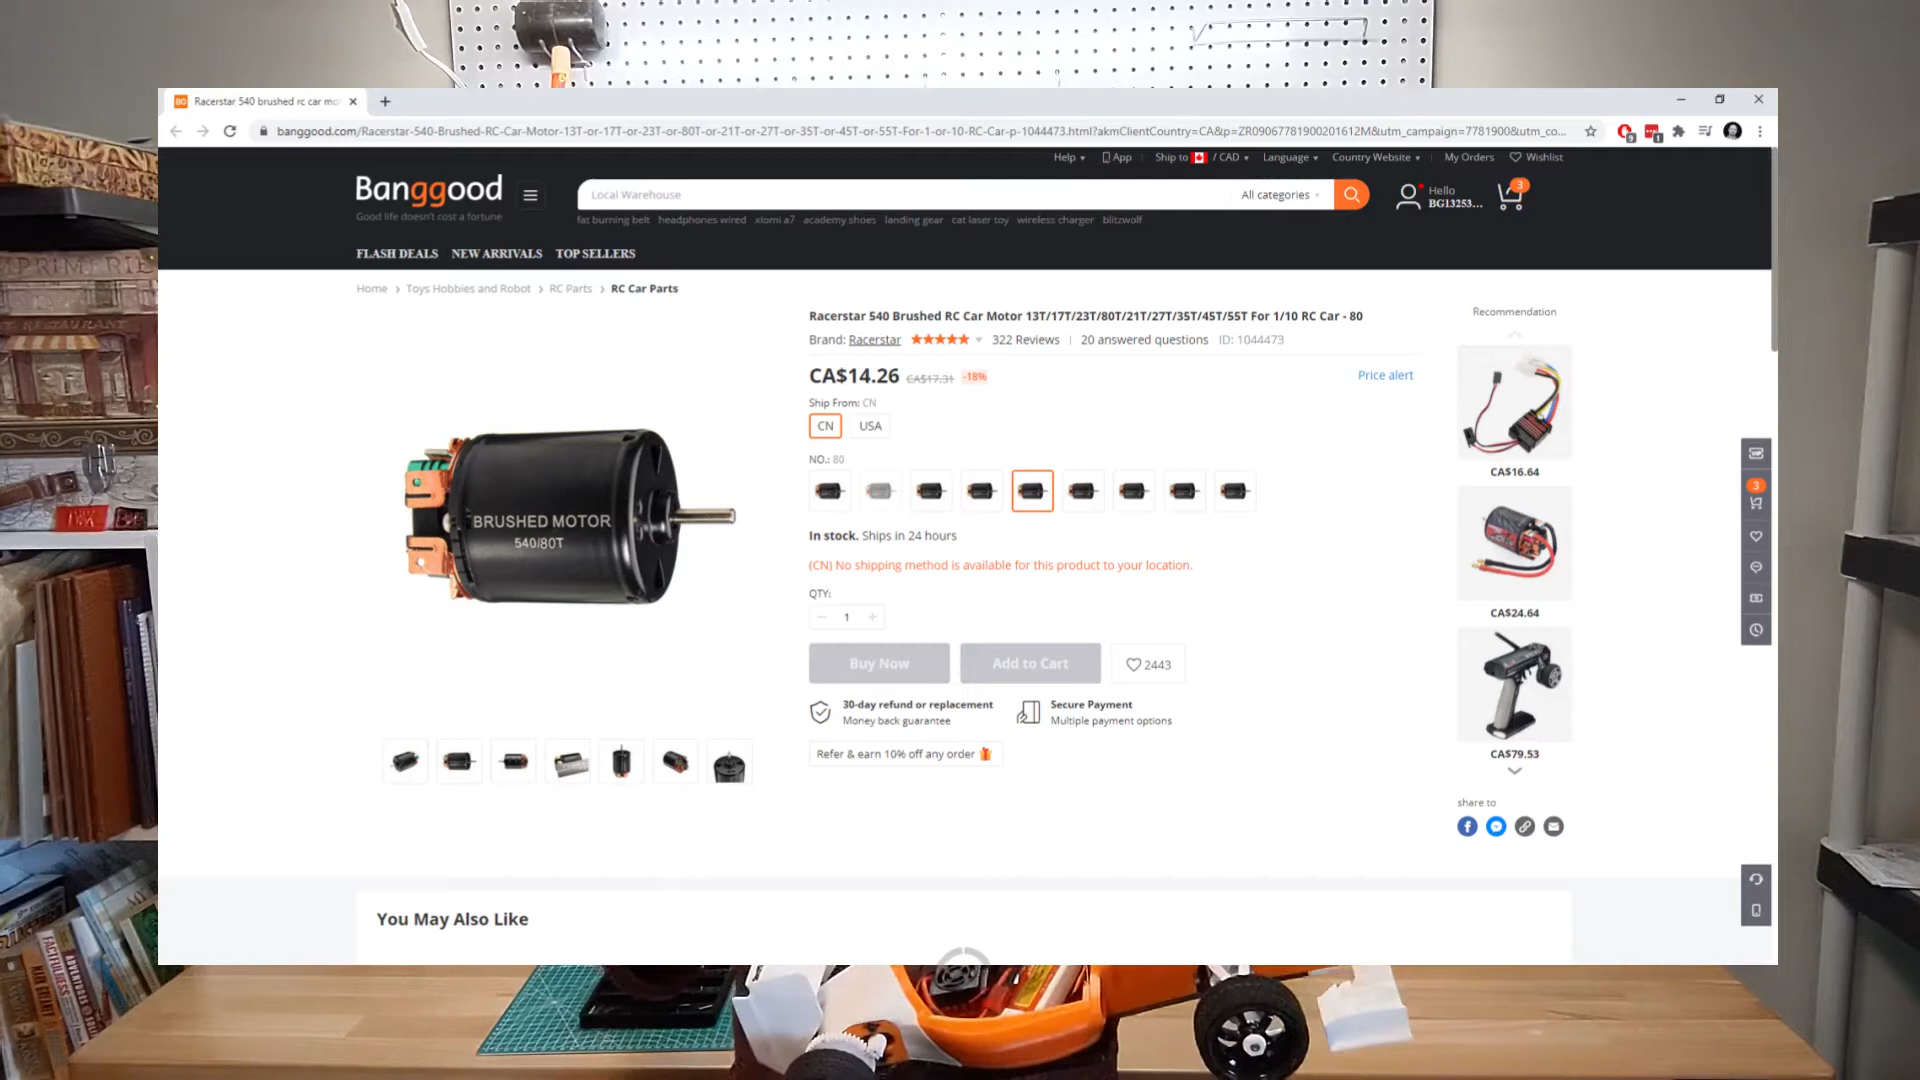 BG Racerstar 540 brushed rc car mo
banggood.com/Racerstar-540-Brushed-RC-Car-Motor-13T-or-17T-or-23T-or-80T-or-21T-or-27T-or-35T-or-45T-or-55T-For-1-or-10-RC-Car-p-1044473.html?akmClientCountry=CA&p=ZR09067781900201612M&utm_campaign=7781900&utm_co...
9
1
Help App Ship to / CAD Language Country Website My Orders Wishlist
Banggood
Good life doesn't cost a fortune
Local Warehouse All categories
Hello
BG13253...
3
fat burning belt headphones wired xiomi a7 academy shoes landing gear cat laser toy wireless charger blitzwolf
FLASH DEALS NEW ARRIVALS TOP SELLERS
Home > Toys Hobbies and Robot > RC Parts > RC Car Parts
Racerstar 540 Brushed RC Car Motor 13T/17T/23T/80T/21T/27T/35T/45T/55T For 1/10 RC Car - 80
Brand: Racerstar 322 Reviews | 20 answered questions ID: 1044473
CA$14.26 CA$17.31 -18% Price alert
Ship From: CN
CN USA
NO.: 80
In stock. Ships in 24 hours
(CN) No shipping method is available for this product to your location.
QTY:
− 1 +
Buy Now Add to Cart 2443
30-day refund or replacement
Money back guarantee
Secure Payment
Multiple payment options
Refer & earn 10% off any order
BRUSHED MOTOR
540/80T
Recommendation
CA$16.64
CA$24.64
CA$79.53
share to
VIP
3
You May Also Like
PRIMERIE
RESTAURANT
FACTFULNESS
ADVENTURES